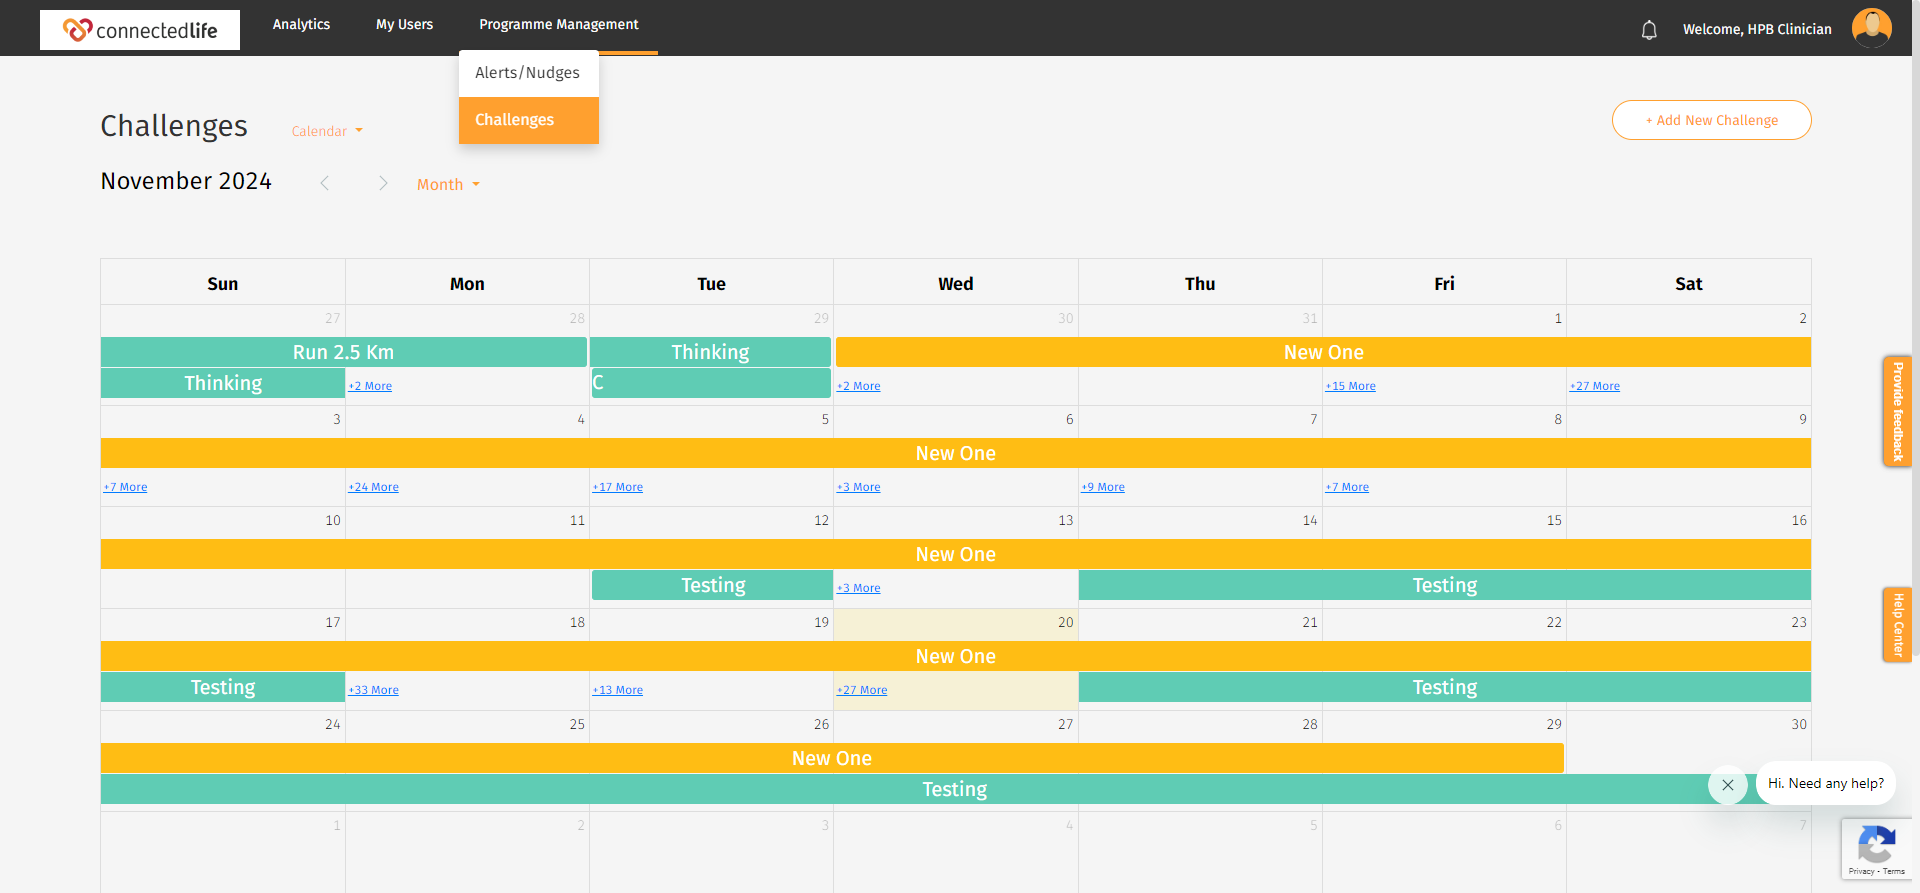 connectedlife
Analytics
My Users
Programme Management
Welcome, HPB Clinician
Alerts/Nudges
Challenges
Challenges
Calendar
+ Add New Challenge
November 2024
Month
Sun Mon Tue Wed Thu Fri Sat
27 28 29 30 31 1 2
Run 2.5 Km Thinking New One
Thinking +2 More C +2 More +15 More +27 More
3 4 5 6 7 8 9
New One
+7 More +24 More +17 More +3 More +9 More +7 More
10 11 12 13 14 15 16
New One
Testing +3 More Testing
17 18 19 20 21 22 23
New One
Testing +33 More +13 More +27 More Testing
24 25 26 27 28 29 30
New One
Testing
1 2 3 4 5 6 7
Provide feedback
Help Center
Hi. Need any help?
Privacy - Terms